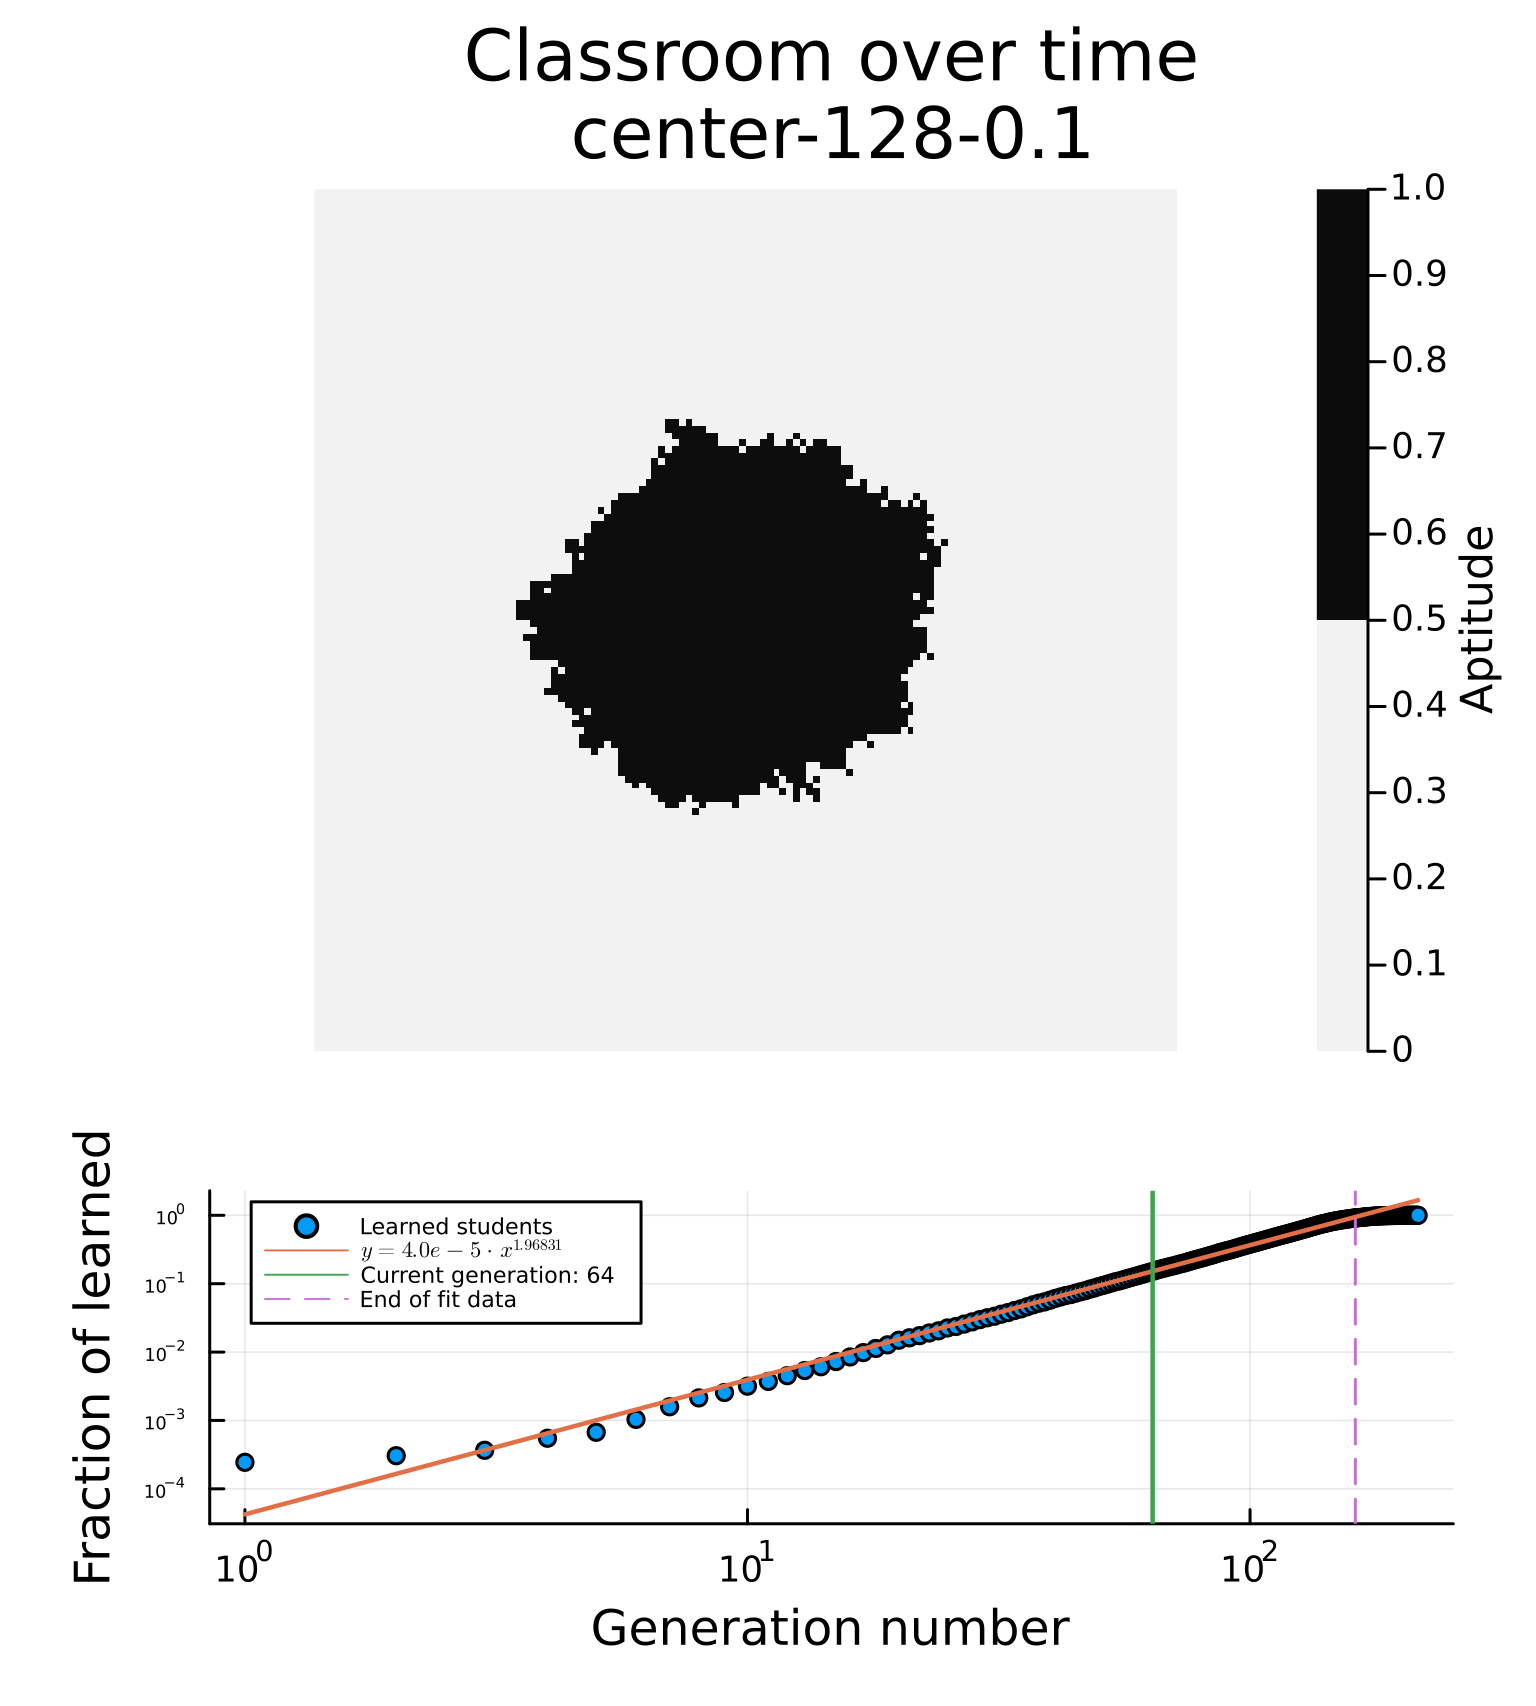 Classroom over time
center-128-0.1
1.0
0.9
0.8
0.7
0.6
0.5
0.4
0.3
0.2
0.1
0
Aptitude
Fraction of learned
10^0
10^-1
10^-2
10^-3
10^-4
Learned students
y = 4.0e − 5 · x^1.96831
Current generation: 64
End of fit data
10^0
10^1
10^2
Generation number